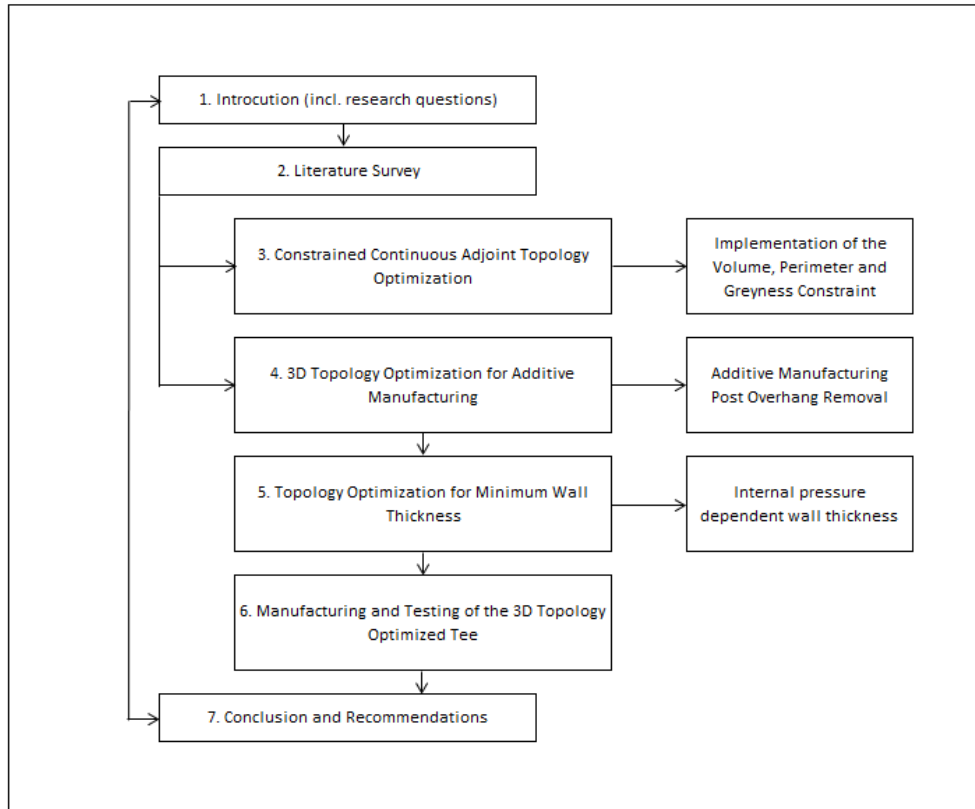 1. Introcution (incl. research questions)
2. Literature Survey
3. Constrained Continuous Adjoint Topology
Optimization
Implementation of the
Volume, Perimeter and
Greyness Constraint
4. 3D Topology Optimization for Additive
Manufacturing
Additive Manufacturing
Post Overhang Removal
5. Topology Optimization for Minimum Wall
Thickness
Internal pressure
dependent wall thickness
6. Manufacturing and Testing of the 3D Topology
Optimized Tee
7. Conclusion and Recommendations